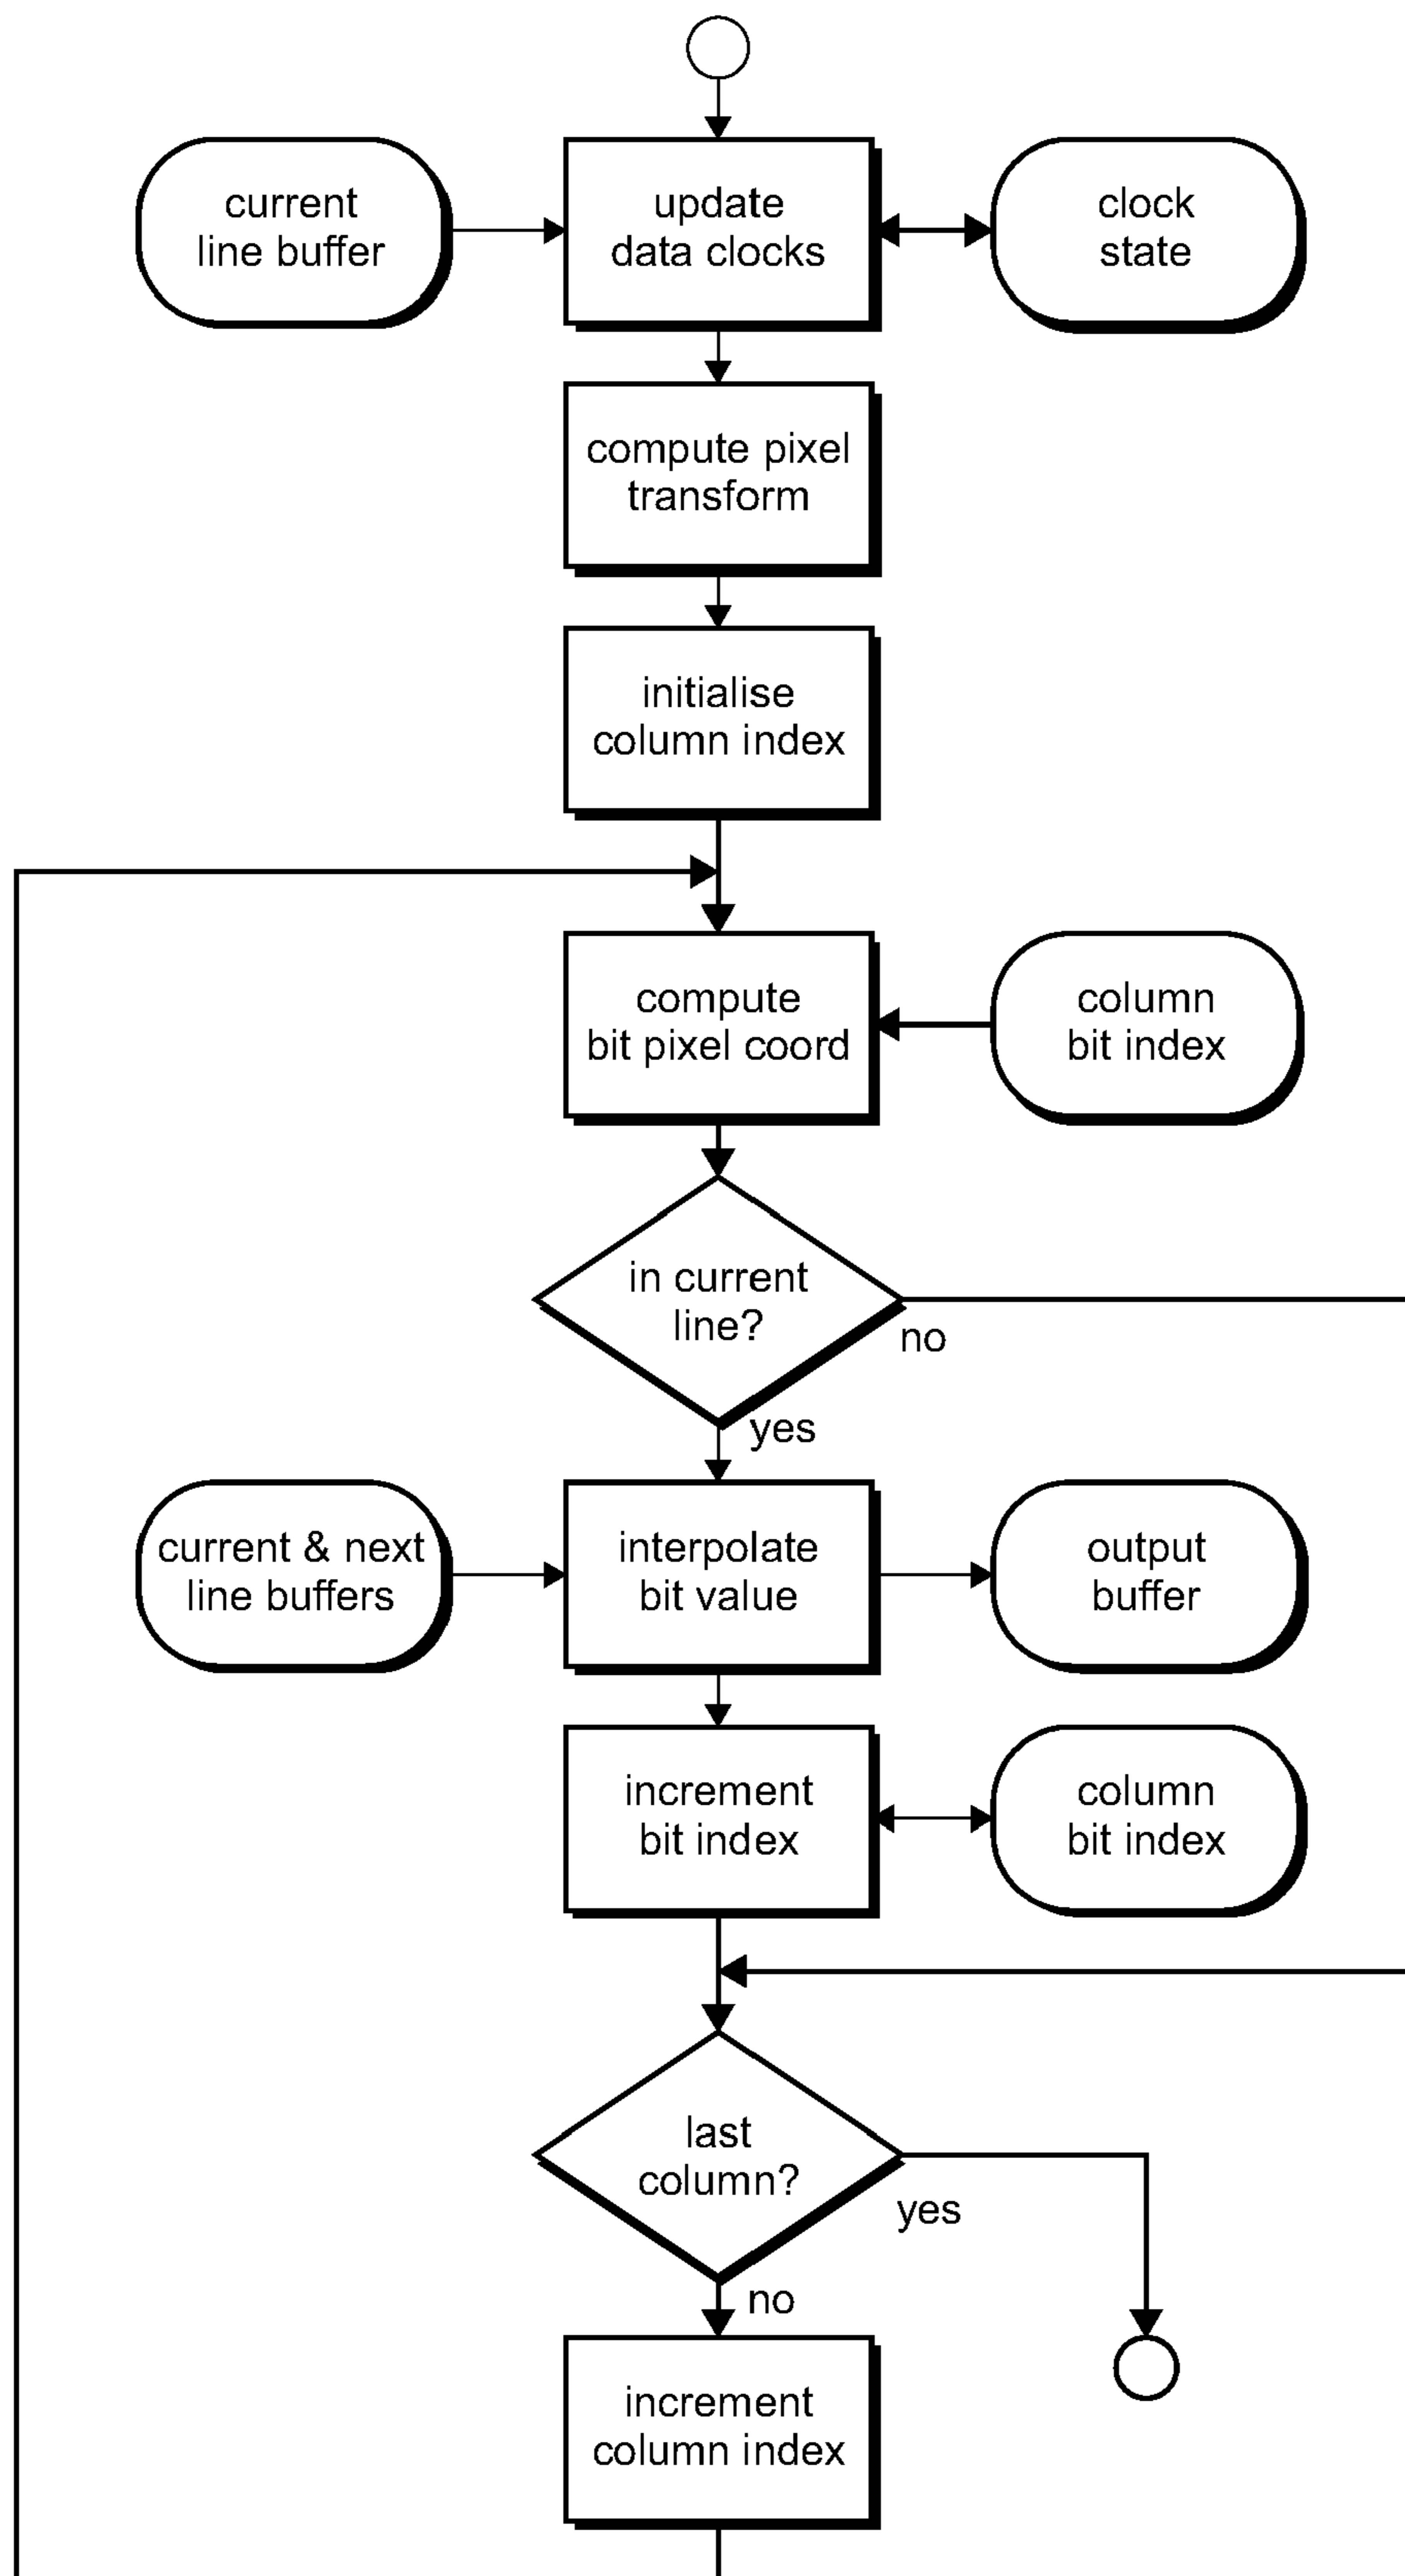 current
line buffer
update
data clocks
clock
state
compute pixel
transform
initialise
column index
compute
bit pixel coord
column
bit index
in current
line?
no
yes
current & next
line buffers
interpolate
bit value
output
buffer
increment
bit index
column
bit index
last
column?
yes
no
increment
column index